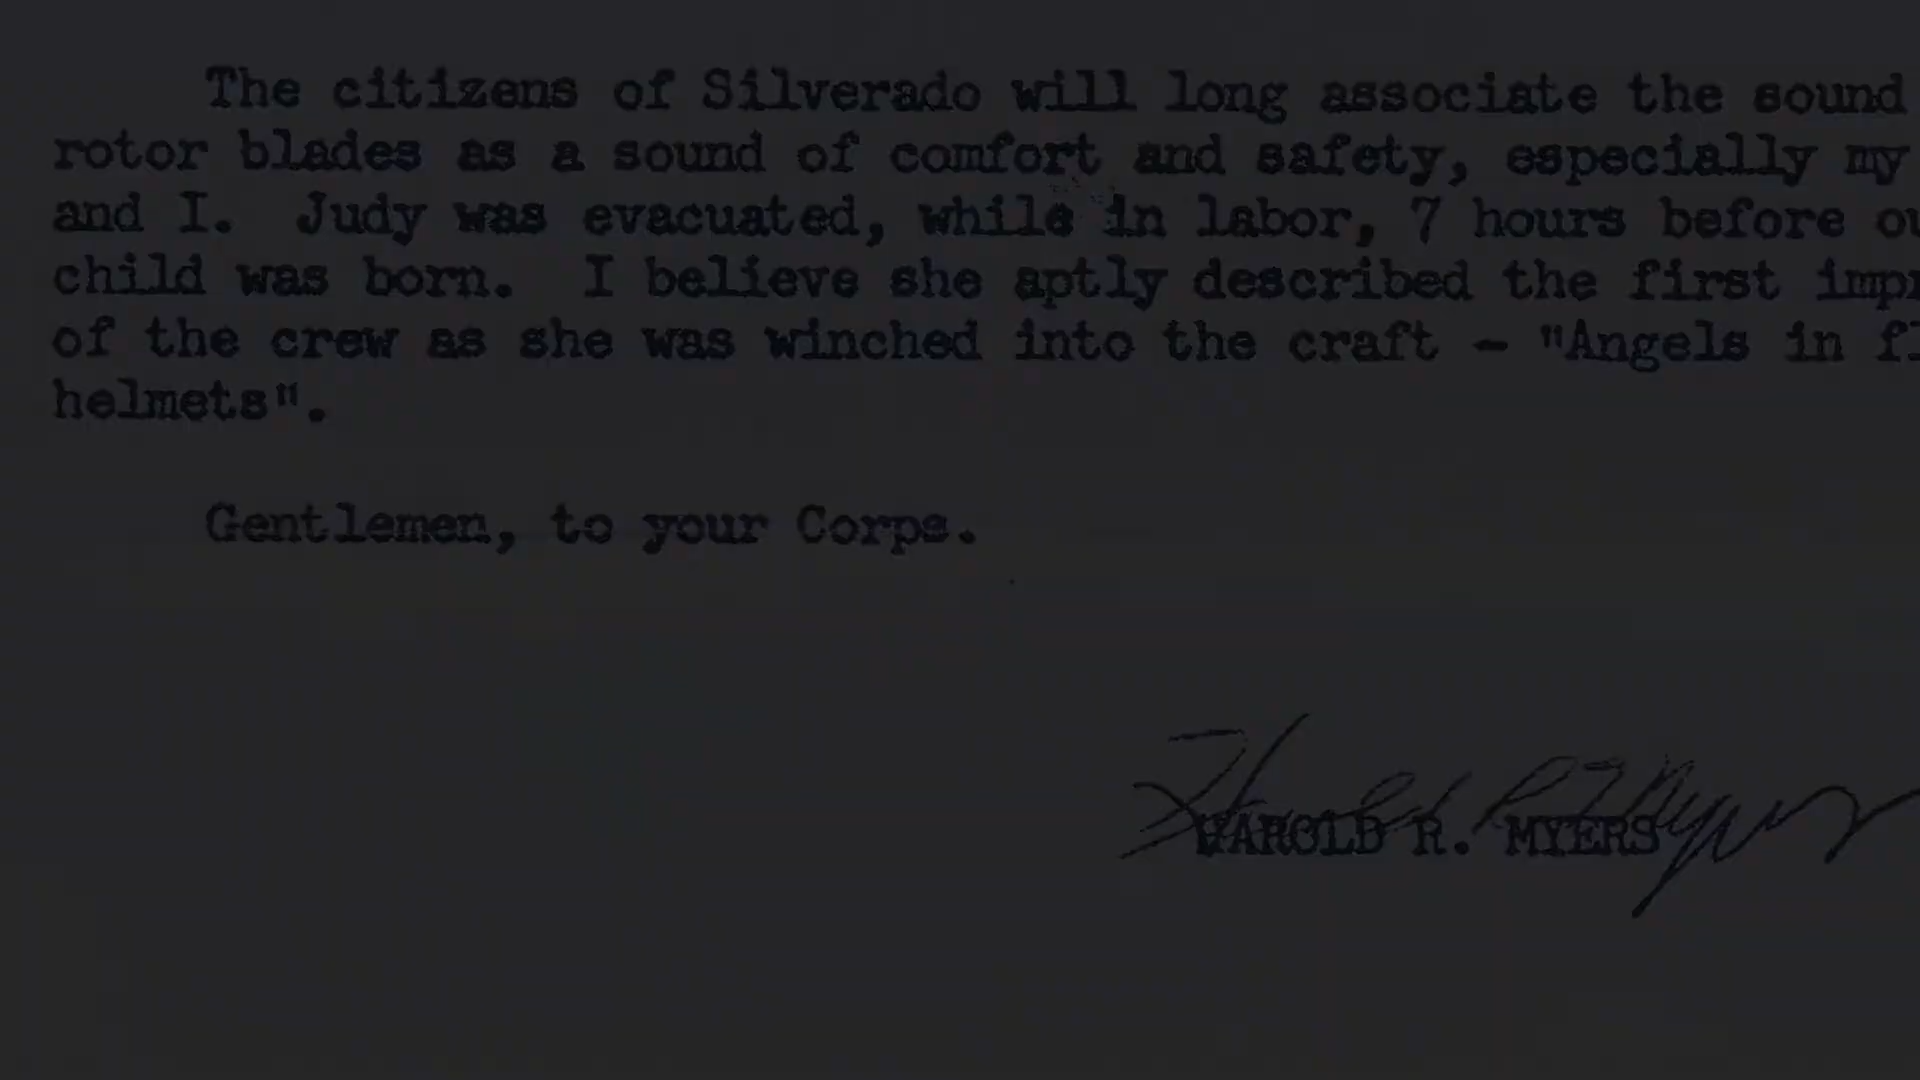 The citizens of Silverado will long associate the sound
rotor blades as a sound of comfort and safety, especially my
and I. Judy was evacuated, while in labor, 7 hours before
child was born. I believe she aptly described the first
of the crew as she was winched into the craft - "Angels in
helmets".
Gentlemen, to your Corps.
Harold R Myers
HAROLD R. MYERS